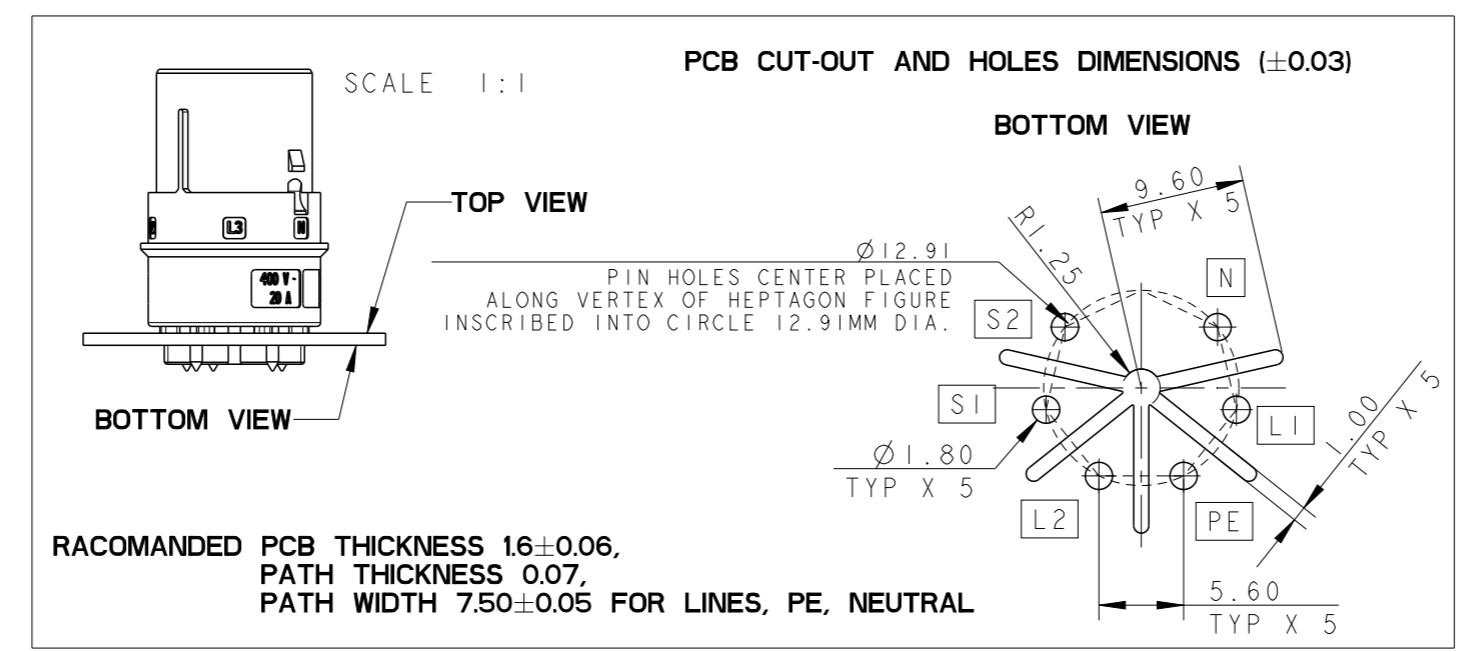 SCALE 1:1
PCB CUT-OUT AND HOLES DIMENSIONS (±0.03)
BOTTOM VIEW
TOP VIEW
L3
N
400 V~
20 A
BOTTOM VIEW
9.60
TYP X 5
R1.25
Ø12.91
PIN HOLES CENTER PLACED
ALONG VERTEX OF HEPTAGON FIGURE
INSCRIBED INTO CIRCLE 12.91MM DIA.
S2
N
S1
L1
Ø1.80
TYP X 5
1.00
TYP X 5
L2
PE
5.60
TYP X 5
RACOMANDED PCB THICKNESS 1.6±0.06,
PATH THICKNESS 0.07,
PATH WIDTH 7.50±0.05 FOR LINES, PE, NEUTRAL